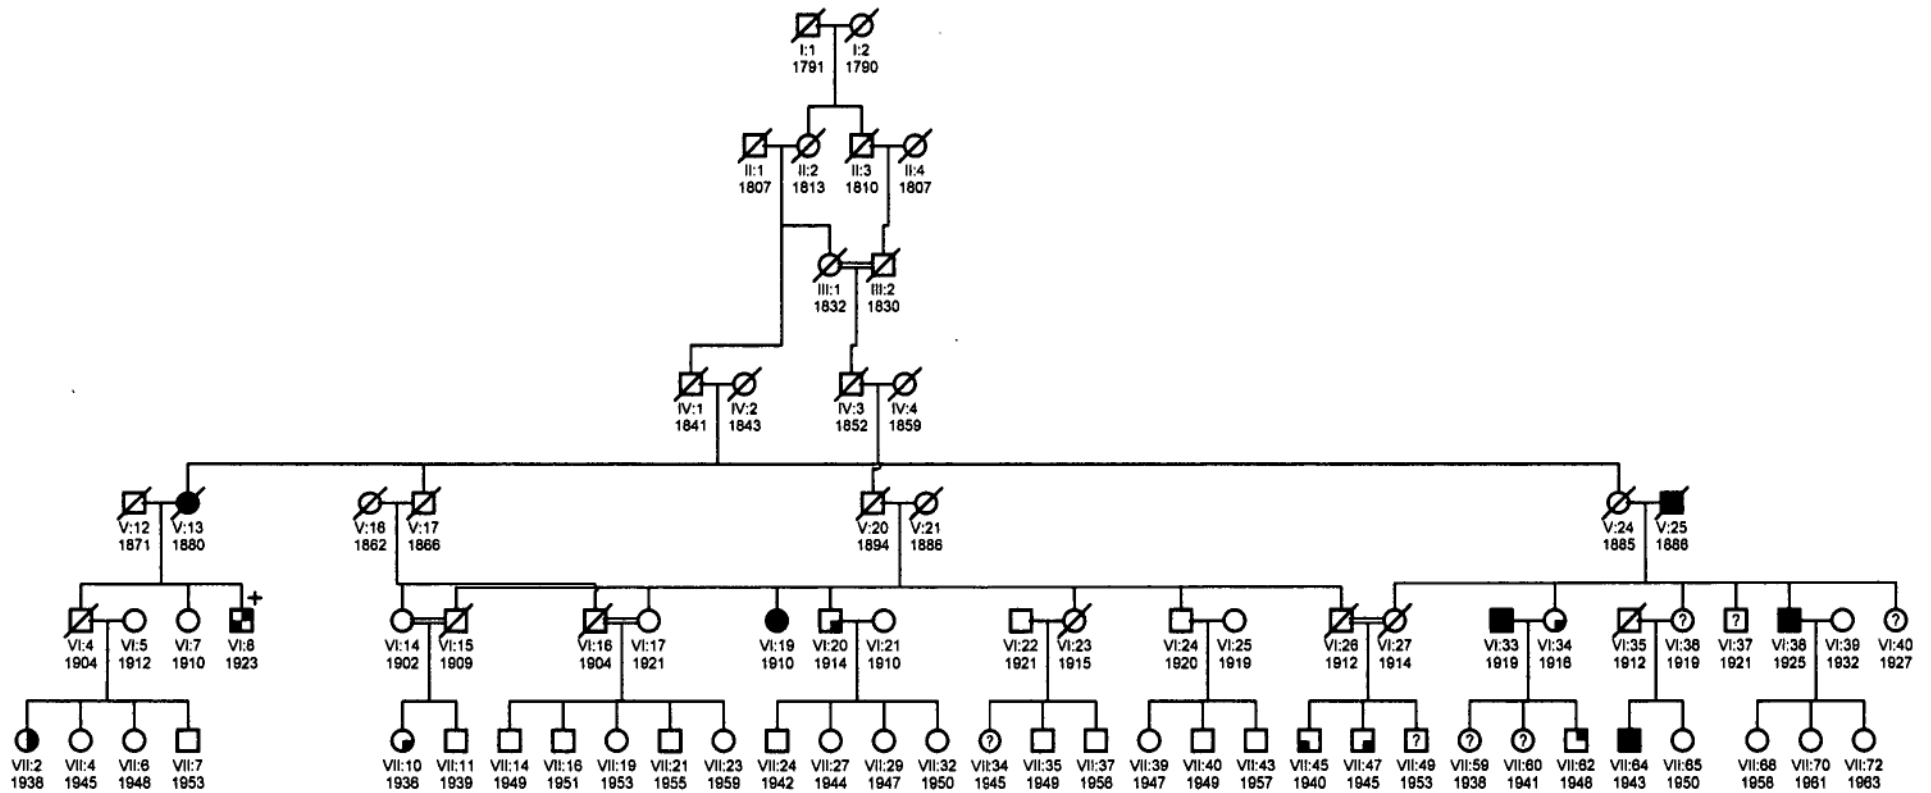 I:1 I:2
1791 1790
II:1 II:2 II:3 II:4
1807 1813 1810 1807
III:1 III:2
1832 1830
IV:1 IV:2 IV:3 IV:4
1841 1843 1852 1859
V:12 V:13 V:16 V:17 V:20 V:21 V:24 V:25
1871 1880 1862 1866 1894 1886 1885 1886
+
? ? ?
VI:4 VI:5 VI:7 VI:8 VI:14 VI:15 VI:16 VI:17 VI:19 VI:20 VI:21 VI:22 VI:23 VI:24 VI:25 VI:26 VI:27 VI:33 VI:34 VI:35 VI:38 VI:37 VI:38 VI:39 VI:40
1904 1912 1910 1923 1902 1909 1904 1921 1910 1914 1910 1921 1915 1920 1919 1912 1914 1919 1916 1912 1919 1921 1925 1932 1927
? ? ? ?
VII:2 VII:4 VII:6 VII:7 VII:10 VII:11 VII:14 VII:16 VII:19 VII:21 VII:23 VII:24 VII:27 VII:29 VII:32 VII:34 VII:35 VII:37 VII:39 VII:40 VII:43 VII:45 VII:47 VII:49 VII:59 VII:60 VII:62 VII:64 VII:65 VII:68 VII:70 VII:72
1938 1945 1948 1953 1936 1939 1949 1951 1953 1955 1959 1942 1944 1947 1950 1945 1949 1956 1947 1949 1957 1940 1945 1953 1938 1941 1948 1943 1950 1958 1961 1963